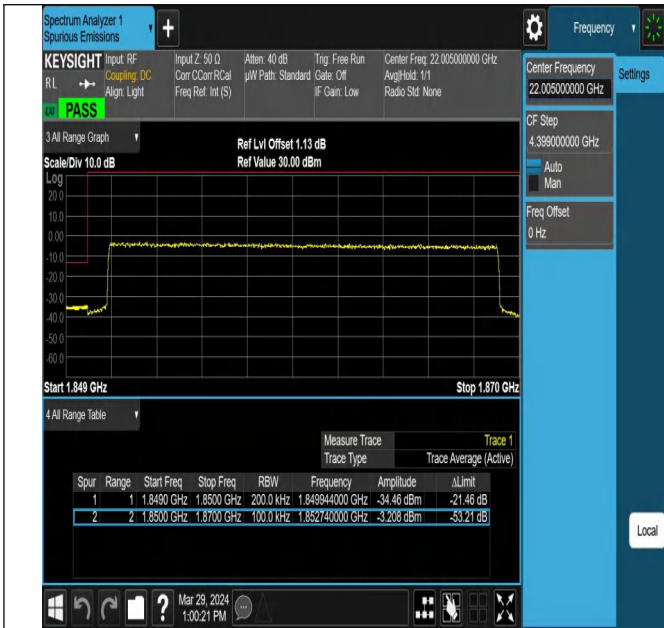 Spectrum Analyzer 1
Spurious Emissions
Frequency
KEYSIGHT
RL
PASS
Input: RF
Coupling: DC
Align: Light
Input Z: 50 Ω
Corr CCorr RCal
Freq Ref: Int (S)
Atten: 40 dB
µW Path: Standard
Trig: Free Run
Gate: Off
IF Gain: Low
Center Freq: 22.005000000 GHz
Avg|Hold: 1/1
Radio Std: None
Center Frequency
22.005000000 GHz
Settings
CF Step
4.399000000 GHz
Auto
Man
Freq Offset
0 Hz
3 All Range Graph
Scale/Div 10.0 dB
Ref Lvl Offset 1.13 dB
Ref Value 30.00 dBm
Log
20.0
10.0
0.00
-10.0
-20.0
-30.0
-40.0
-50.0
-60.0
Start 1.849 GHz
Stop 1.870 GHz
4 All Range Table
Measure Trace Trace 1
Trace Type Trace Average (Active)
Spur Range Start Freq Stop Freq RBW Frequency Amplitude ΔLimit
1 1 1.8490 GHz 1.8500 GHz 200.0 kHz 1.849944000 GHz -34.46 dBm -21.46 dB
2 2 1.8500 GHz 1.8700 GHz 100.0 kHz 1.852740000 GHz -3.208 dBm -53.21 dB
Local
Mar 29, 2024
1:00:21 PM